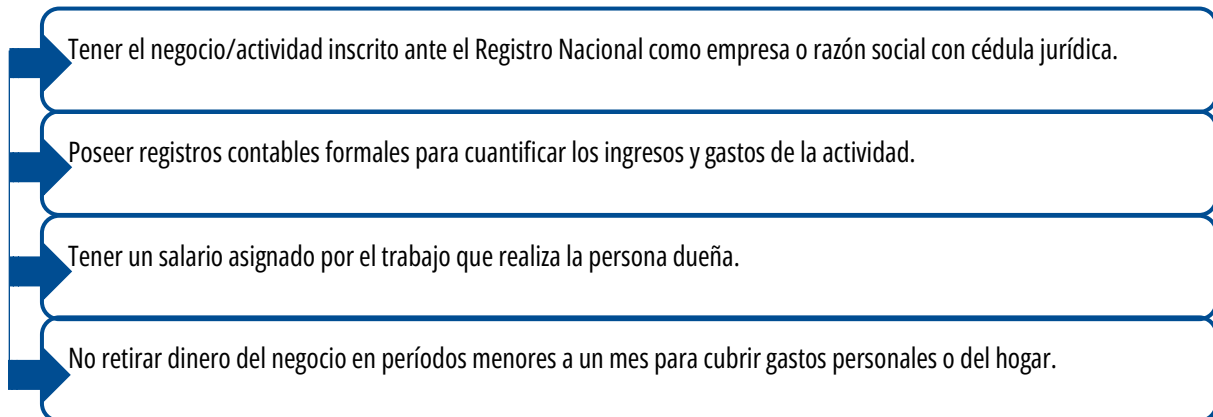 Tener el negocio/actividad inscrito ante el Registro Nacional como empresa o razón social con cédula jurídica.
Poseer registros contables formales para cuantificar los ingresos y gastos de la actividad.
Tener un salario asignado por el trabajo que realiza la persona dueña.
No retirar dinero del negocio en períodos menores a un mes para cubrir gastos personales o del hogar.